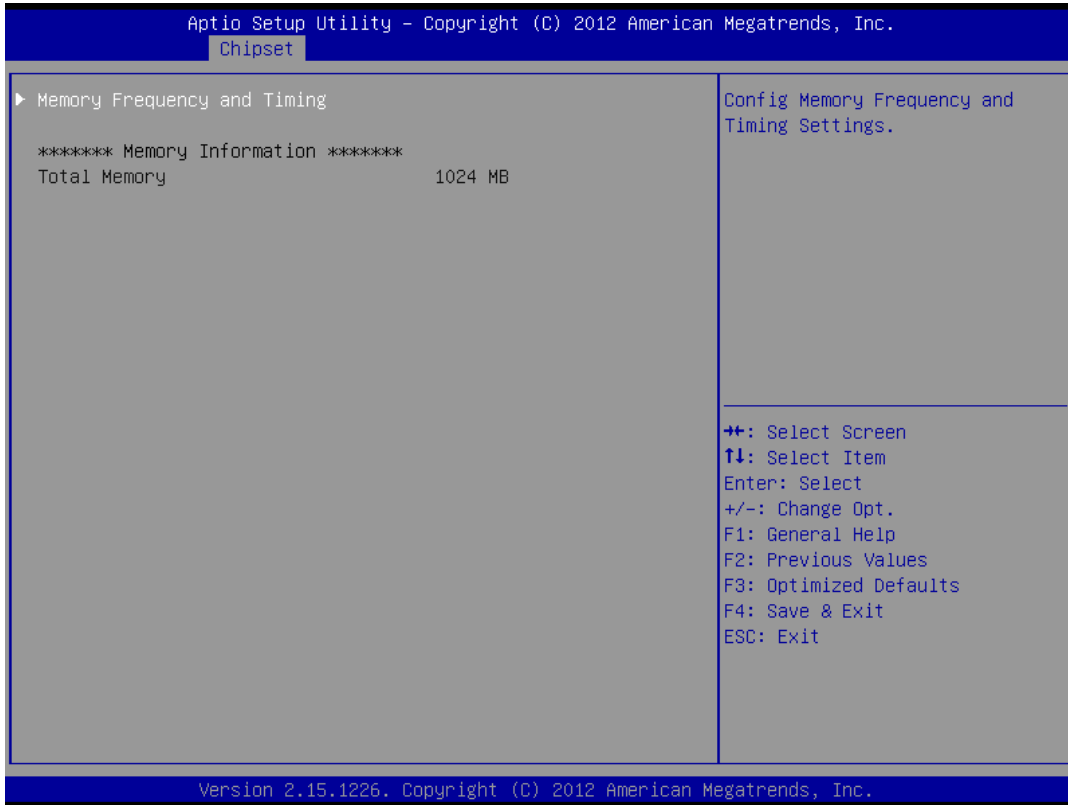 Aptio Setup Utility – Copyright (C) 2012 American Megatrends, Inc.
Chipset
▶ Memory Frequency and Timing
******* Memory Information *******
Total Memory 1024 MB
Config Memory Frequency and
Timing Settings.
→←: Select Screen
↑↓: Select Item
Enter: Select
+/-: Change Opt.
F1: General Help
F2: Previous Values
F3: Optimized Defaults
F4: Save & Exit
ESC: Exit
Version 2.15.1226. Copyright (C) 2012 American Megatrends, Inc.